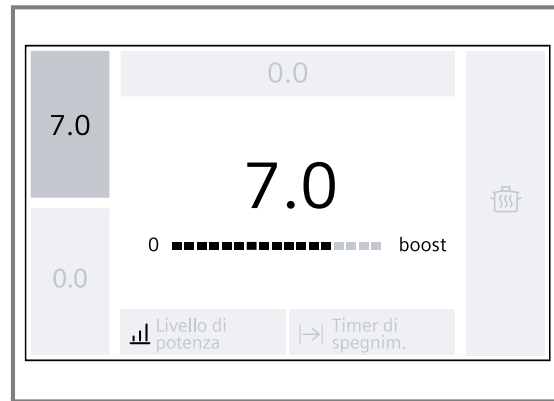 0.0
7.0
7.0
0 boost
0.0
Livello di
potenza
Timer di
spegnim.